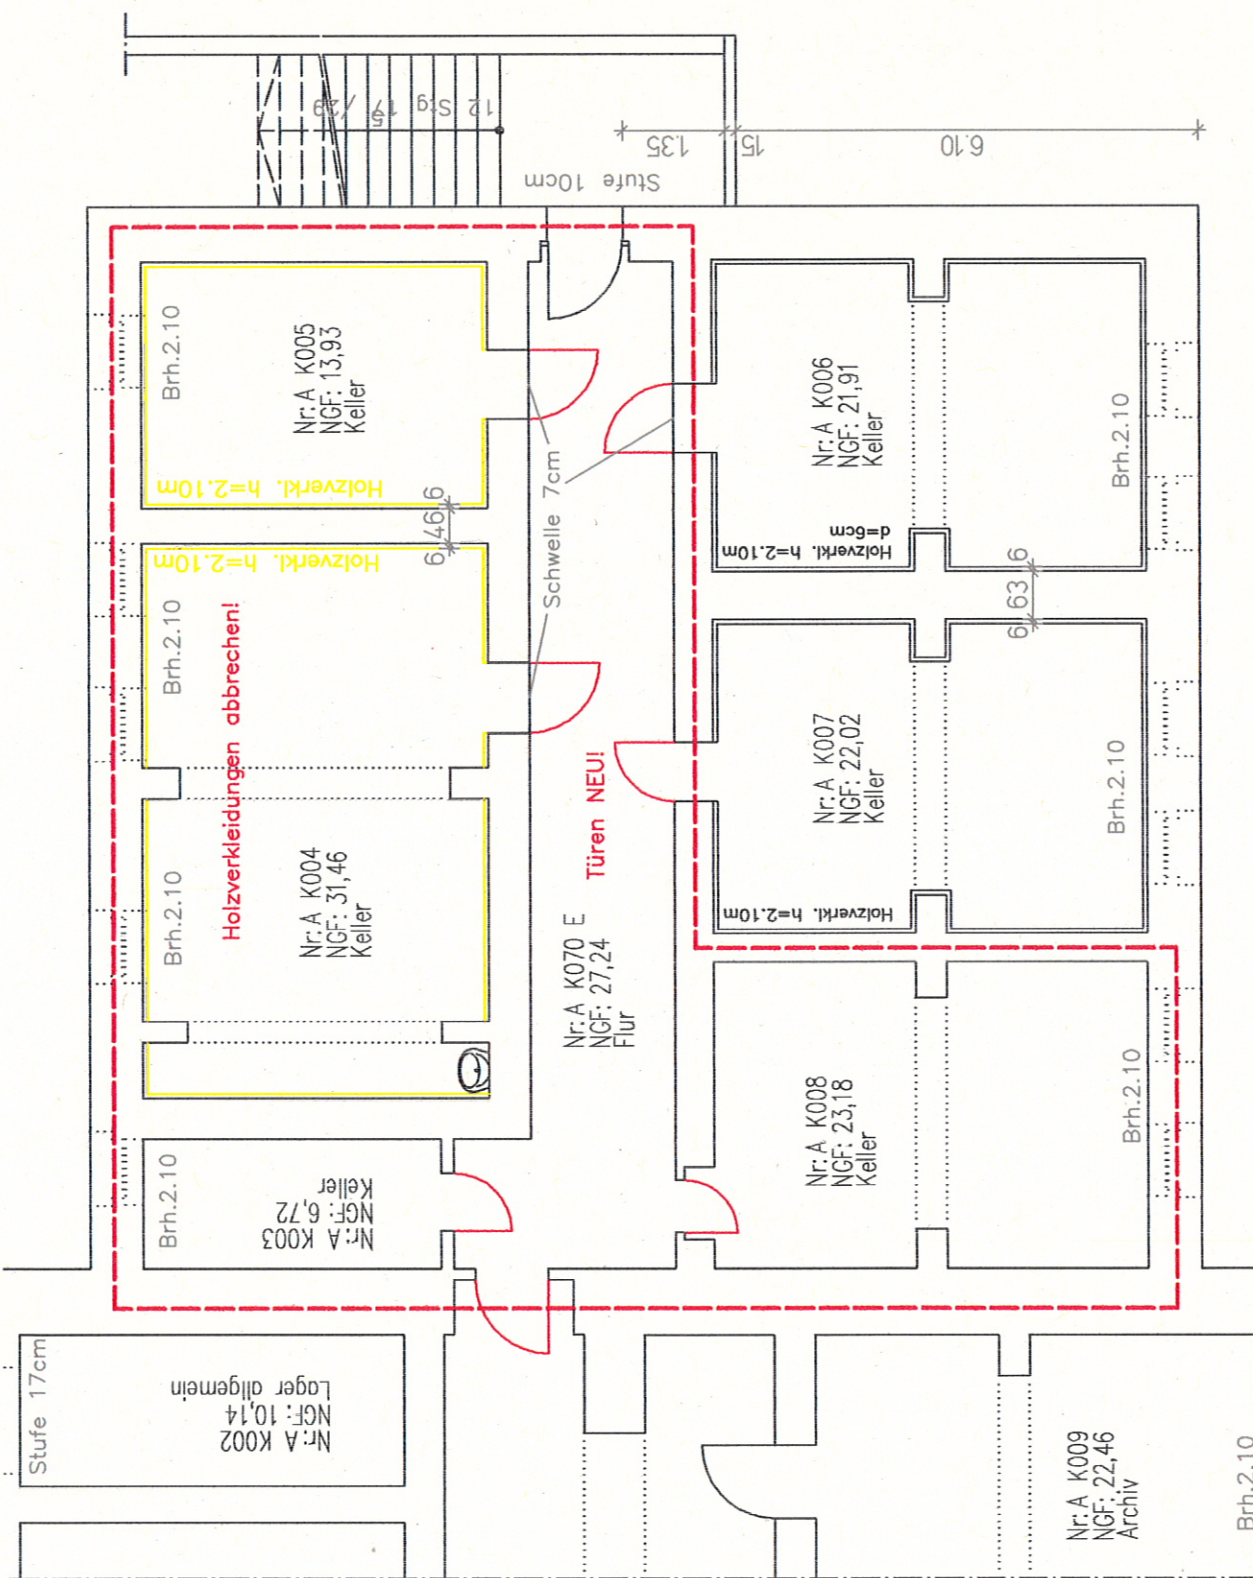 12 Stg 17/29
Stufe 10cm
1.35
15
6.10
Brh.2.10
Nr: A K005
NGF: 13,93
Keller
Holzverkl. h=2.10m
6 46 6
Holzverkl. h=2.10m
Brh.2.10
Holzverkleidungen abbrechen!
Schwelle 7cm
Nr: A K006
NGF: 21,91
Keller
Brh.2.10
Holzverkl. h=2.10m
d=6cm
6 63 6
Brh.2.10
Nr: A K004
NGF: 31,46
Keller
Türen NEU!
Nr: A K007
NGF: 22,02
Keller
Brh.2.10
Holzverkl. h=2.10m
Nr: A K070 E
NGF: 27,24
Flur
Brh.2.10
Nr: A K003
NGF: 6,72
Keller
Nr: A K008
NGF: 23,18
Keller
Brh.2.10
Stufe 17cm
Nr: A K002
NGF: 10,14
Lager allgemein
Nr: A K009
NGF: 22,46
Archiv
Brh.2.10